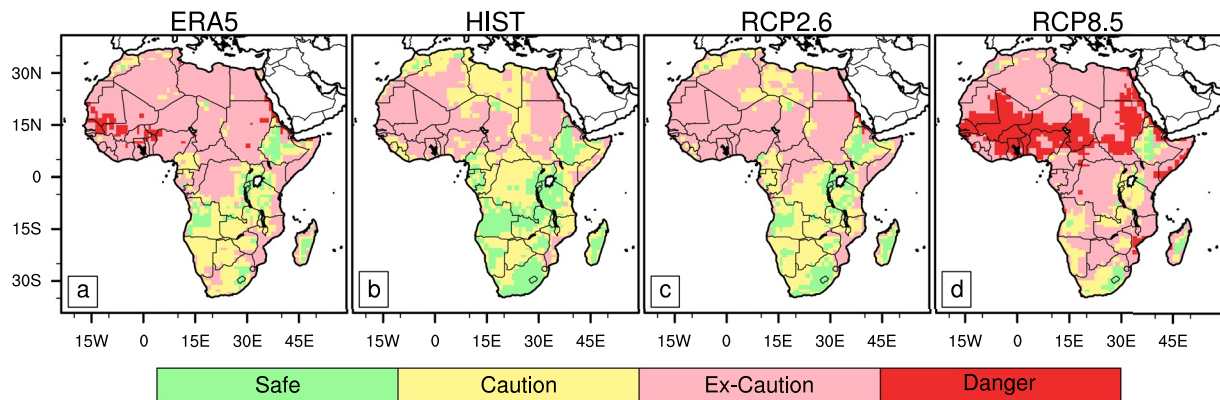 ERA5 HIST RCP2.6 RCP8.5
30N
15N
0
15S
30S
a b c d
15W 0 15E 30E 45E 15W 0 15E 30E 45E 15W 0 15E 30E 45E 15W 0 15E 30E 45E
Safe Caution Ex-Caution Danger